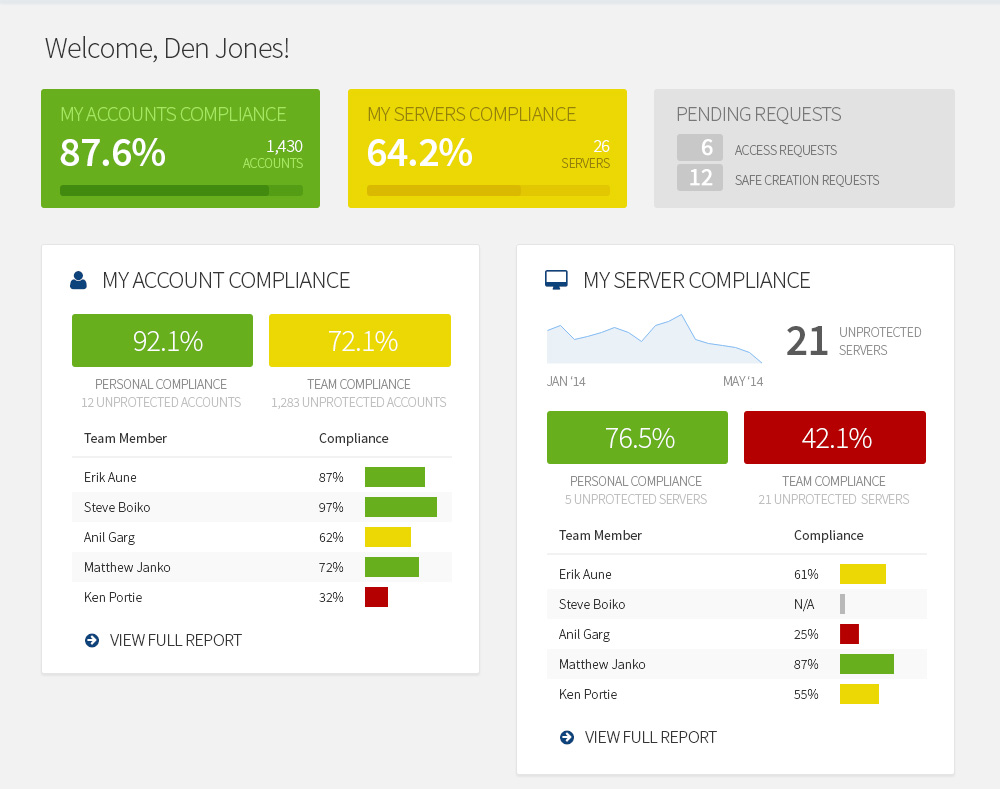 Welcome, Den Jones!
MY ACCOUNTS COMPLIANCE
87.6%
1,430
ACCOUNTS
MY SERVERS COMPLIANCE
64.2%
26
SERVERS
PENDING REQUESTS
6 ACCESS REQUESTS
12 SAFE CREATION REQUESTS
MY ACCOUNT COMPLIANCE
92.1% 72.1%
PERSONAL COMPLIANCE TEAM COMPLIANCE
12 UNPROTECTED ACCOUNTS 1,283 UNPROTECTED ACCOUNTS
Team Member Compliance
Erik Aune 87%
Steve Boiko 97%
Anil Garg 62%
Matthew Janko 72%
Ken Portie 32%
VIEW FULL REPORT
MY SERVER COMPLIANCE
21 UNPROTECTED
SERVERS
JAN ‘14 MAY ‘14
76.5% 42.1%
PERSONAL COMPLIANCE TEAM COMPLIANCE
5 UNPROTECTED SERVERS 21 UNPROTECTED SERVERS
Team Member Compliance
Erik Aune 61%
Steve Boiko N/A
Anil Garg 25%
Matthew Janko 87%
Ken Portie 55%
VIEW FULL REPORT